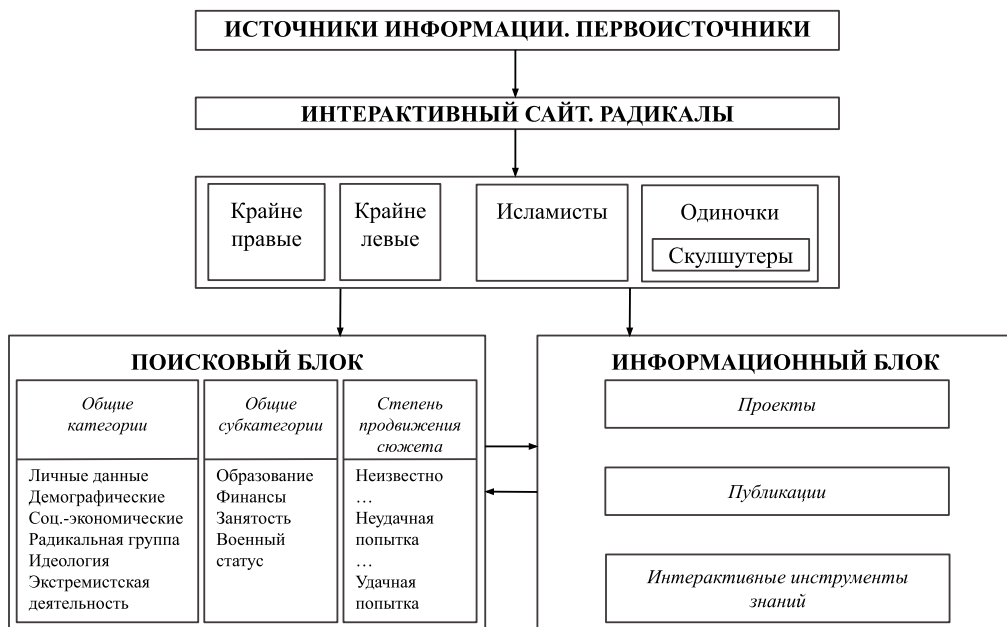 ИСТОЧНИКИ ИНФОРМАЦИИ. ПЕРВОИСТОЧНИКИ
ИНТЕРАКТИВНЫЙ САЙТ. РАДИКАЛЫ
Крайне
правые
Крайне
левые
Исламисты
Одиночки
Скулшутеры
ПОИСКОВЫЙ БЛОК
Общие
категории
Личные данные
Демографические
Соц.-экономические
Радикальная группа
Идеология
Экстремистская
деятельность
Общие
субкатегории
Образование
Финансы
Занятость
Военный
статус
Степень
продвижения
сюжета
Неизвестно
…
Неудачная
попытка
…
Удачная
попытка
ИНФОРМАЦИОННЫЙ БЛОК
Проекты
Публикации
Интерактивные инструменты
знаний